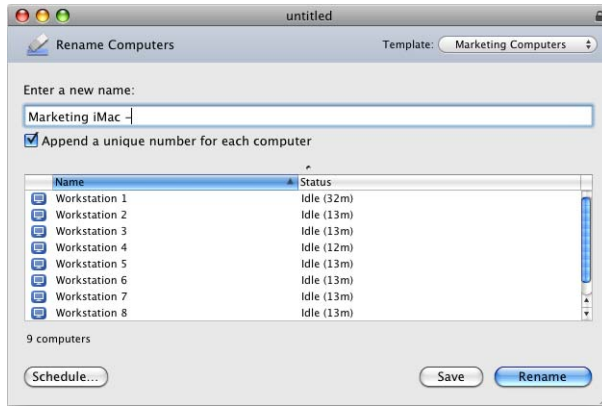 untitled
Rename Computers
Template: Marketing Computers
Enter a new name:
Marketing iMac -
Append a unique number for each computer
Name Status
Workstation 1 Idle (32m)
Workstation 2 Idle (13m)
Workstation 3 Idle (13m)
Workstation 4 Idle (12m)
Workstation 5 Idle (13m)
Workstation 6 Idle (13m)
Workstation 7 Idle (13m)
Workstation 8 Idle (13m)
9 computers
Schedule... Save Rename